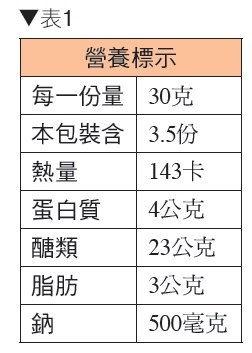 ▼表1
營養標示
每一份量 30克
本包裝含 3.5份
熱量 143卡
蛋白質 4公克
醣類 23公克
脂肪 3公克
鈉 500毫克